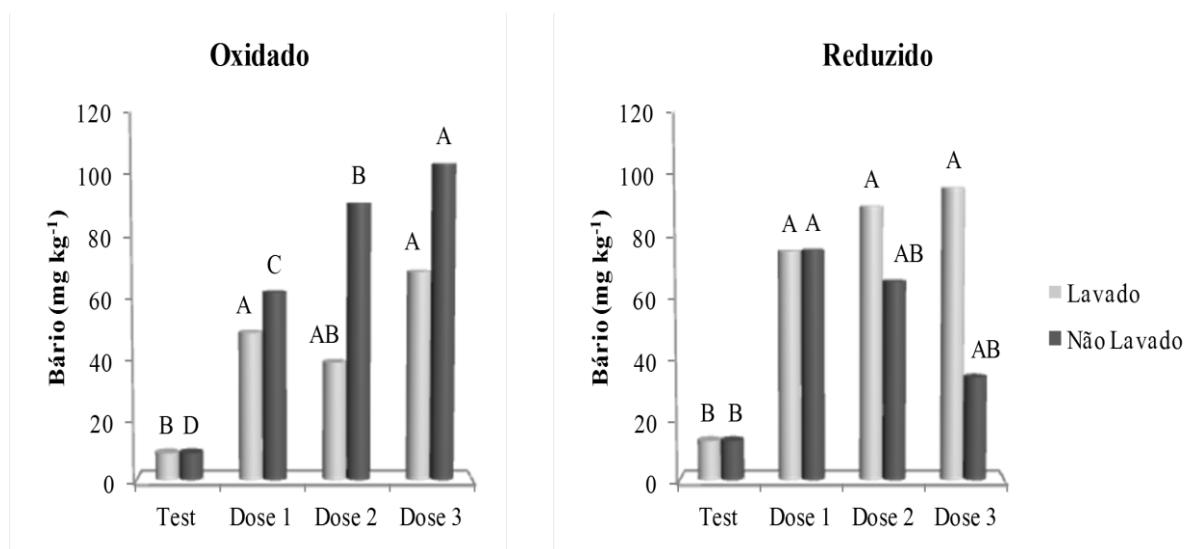 Oxidado
Bário (mg kg⁻¹)
120
100
80
60
40
20
0
B D
A
C
AB
B
A
A
Test Dose 1 Dose 2 Dose 3
Reduzido
Bário (mg kg⁻¹)
120
100
80
60
40
20
0
B B
A A
A
AB
A
AB
Test Dose 1 Dose 2 Dose 3
Lavado
Não Lavado